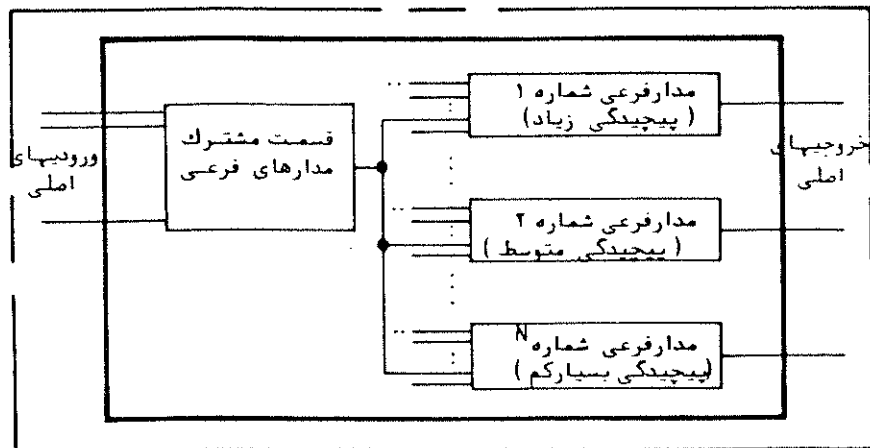 مدارفرعی شماره ۱
( پیچیدگی زیاد)
قسمت مشترك
مدارهای فرعی
ورودیهای
اصلی
خروجیهای
اصلی
مدارفرعی شماره ۲
( پیچیدگی متوسط )
مدارفرعی شماره N
(پیچیدگی بسیارکم )